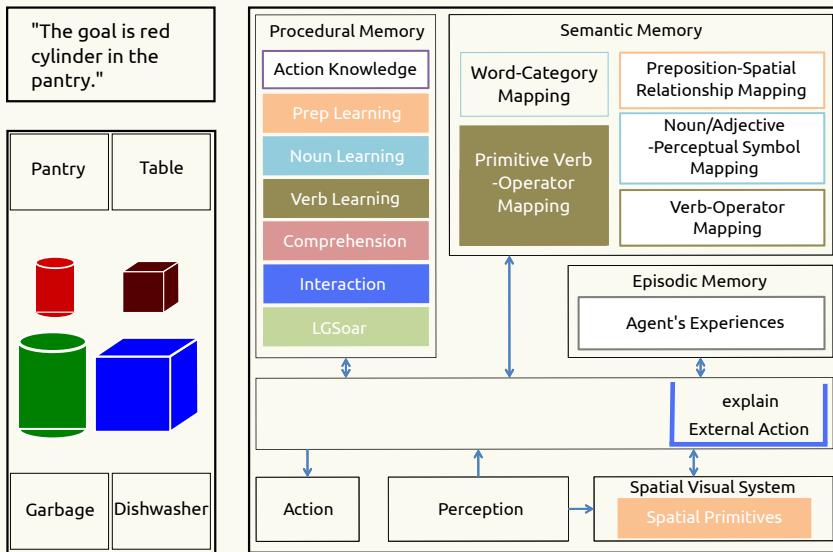 "The goal is red
cylinder in the
pantry."
Pantry
Table
Garbage
Dishwasher
Procedural Memory
Action Knowledge
Prep Learning
Noun Learning
Verb Learning
Comprehension
Interaction
LGSoar
Semantic Memory
Word-Category
Mapping
Primitive Verb
-Operator
Mapping
Preposition-Spatial
Relationship Mapping
Noun/Adjective
-Perceptual Symbol
Mapping
Verb-Operator
Mapping
Episodic Memory
Agent's Experiences
explain
External Action
Action
Perception
Spatial Visual System
Spatial Primitives